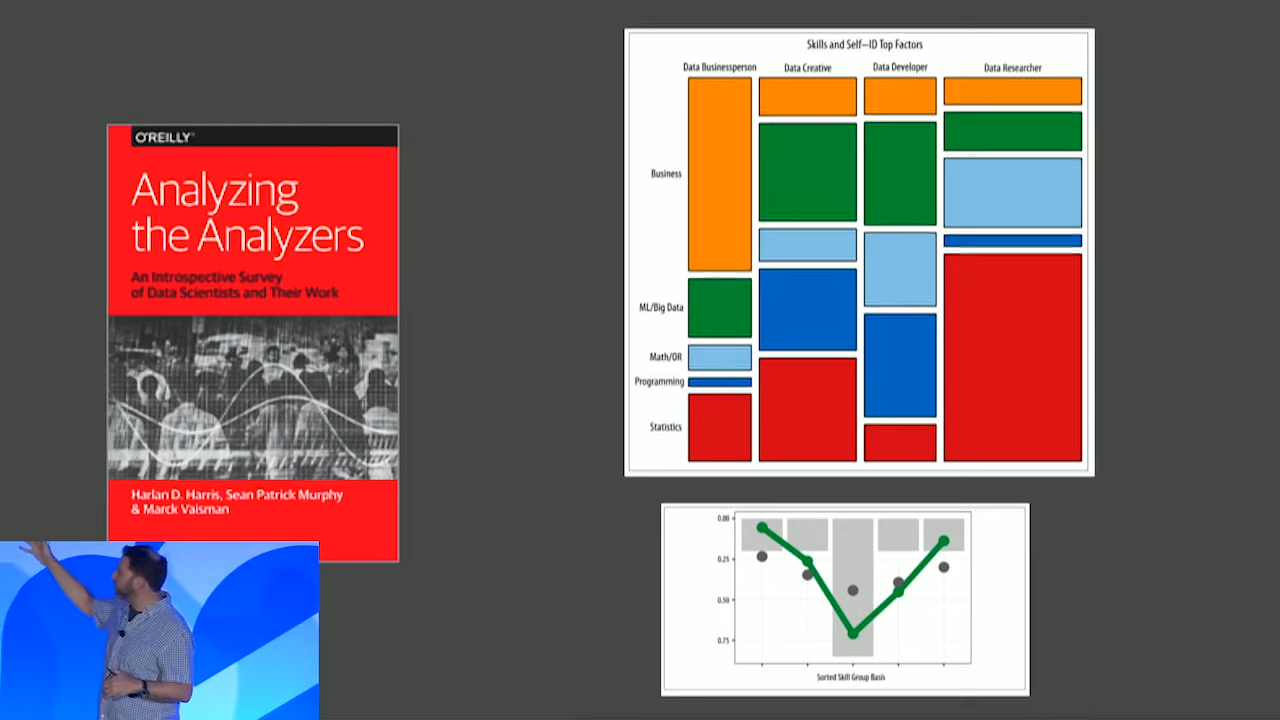 O'REILLY®
Analyzing
the Analyzers
An Introspective Survey
of Data Scientists and Their Work
Harlan D. Harris, Sean Patrick Murphy
& Marck Vaisman
Skills and Self–ID Top Factors
Data Businessperson Data Creative Data Developer Data Researcher
Business
ML/Big Data
Math/OR
Programming
Statistics
0.00
0.25
0.50
0.75
Sorted Skill Group Basis